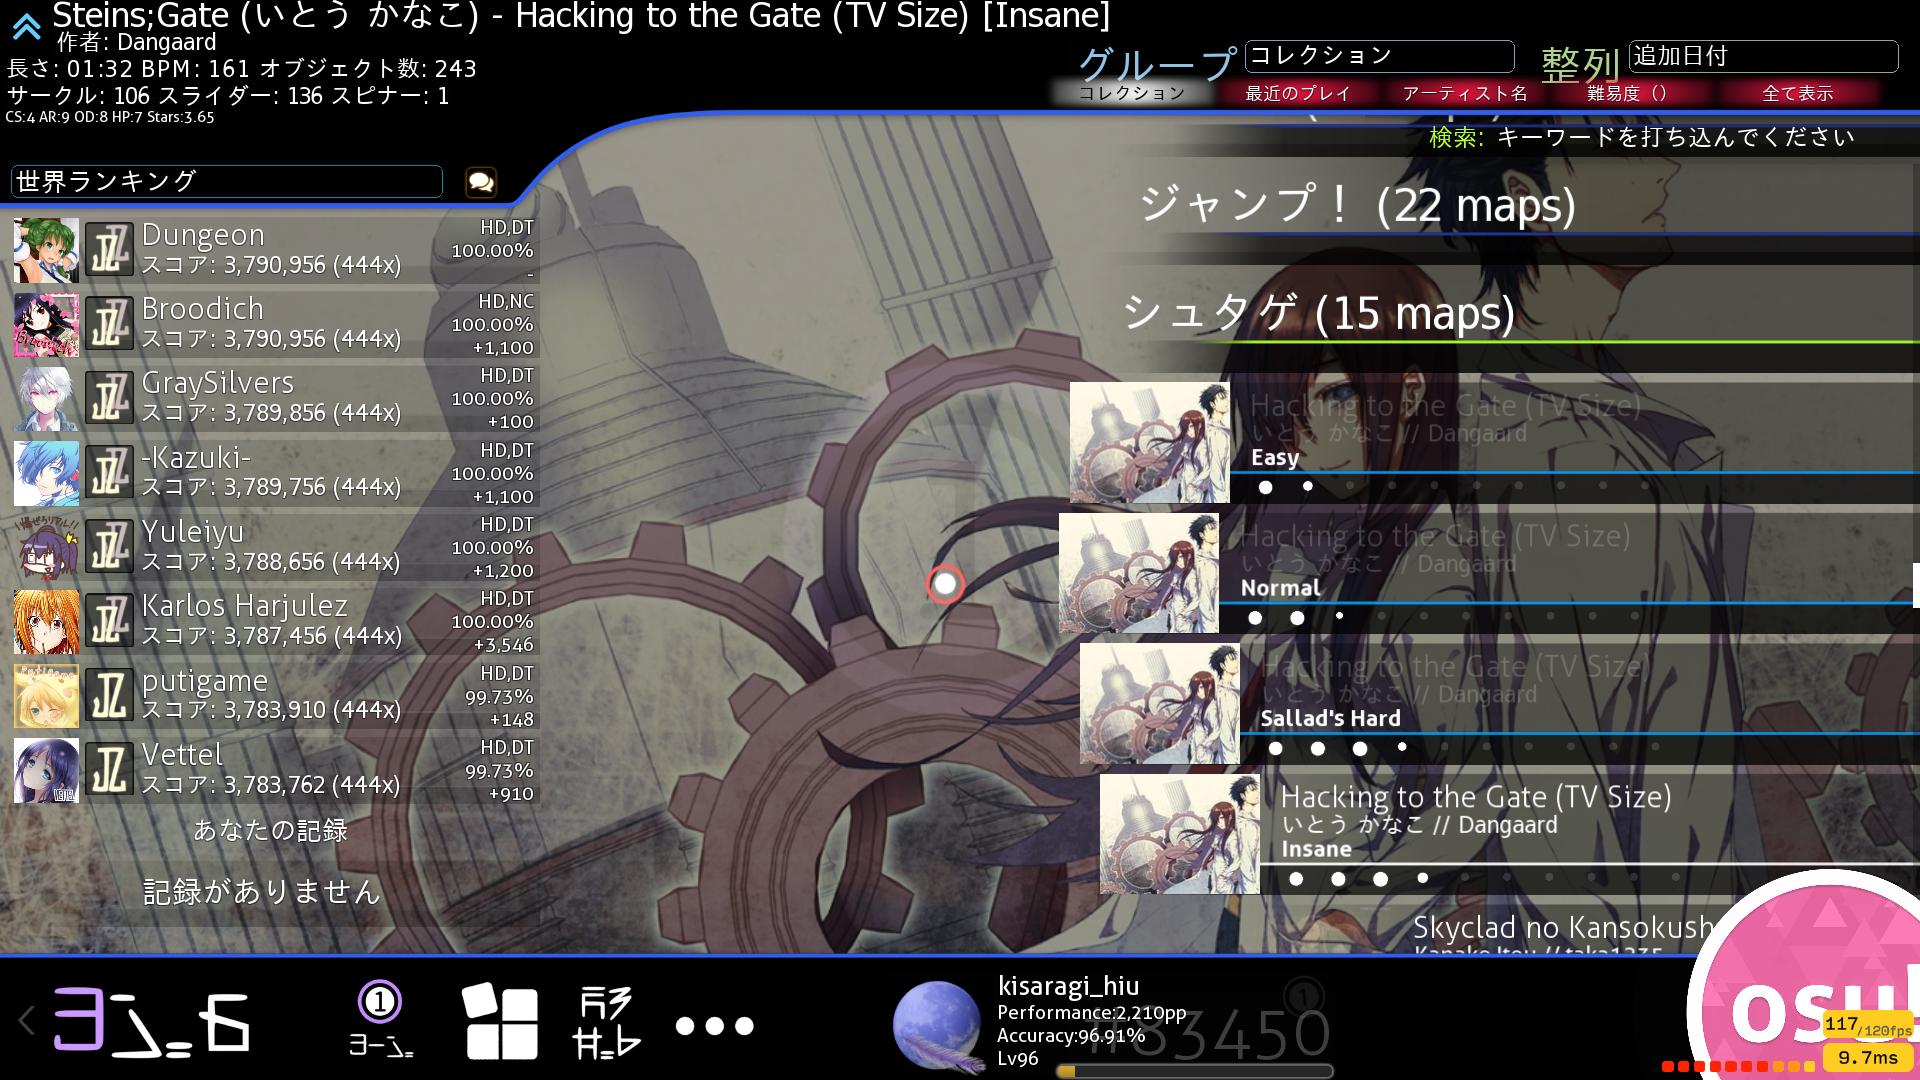 Steins;Gate (いとう かなこ) - Hacking to the Gate (TV Size) [Insane]
作者: Dangaard
長さ: 01:32 BPM: 161 オブジェクト数: 243
サークル: 106 スライダー: 136 スピナー: 1
CS:4 AR:9 OD:8 HP:7 Stars:3.65
グループ
コレクション
整列
追加日付
コレクション
最近のプレイ
アーティスト名
難易度（）
全て表示
検索: キーワードを打ち込んでください
世界ランキング
Dungeon
スコア: 3,790,956 (444x)
HD,DT
100.00%
-
Broodich
スコア: 3,790,956 (444x)
HD,NC
100.00%
+1,100
GraySilvers
スコア: 3,789,856 (444x)
HD,DT
100.00%
+100
-Kazuki-
スコア: 3,789,756 (444x)
HD,DT
100.00%
+1,100
Yuleiyu
スコア: 3,788,656 (444x)
HD,DT
100.00%
+1,200
Karlos Harjulez
スコア: 3,787,456 (444x)
HD,DT
100.00%
+3,546
putigame
スコア: 3,783,910 (444x)
HD,DT
99.73%
+148
Vettel
スコア: 3,783,762 (444x)
HD,DT
99.73%
+910
あなたの記録
記録がありません
ジャンプ！ (22 maps)
シュタゲ (15 maps)
Hacking to the Gate (TV Size)
いとう かなこ // Dangaard
Easy
Hacking to the Gate (TV Size)
いとう かなこ // Dangaard
Normal
Hacking to the Gate (TV Size)
いとう かなこ // Dangaard
Sallad's Hard
Hacking to the Gate (TV Size)
いとう かなこ // Dangaard
Insane
Skyclad no Kansokush
Kanako Itou // taka1235
kisaragi_hiu
Performance:2,210pp
Accuracy:96.91%
Lv96
#83450
osu!
117/120fps
9.7ms